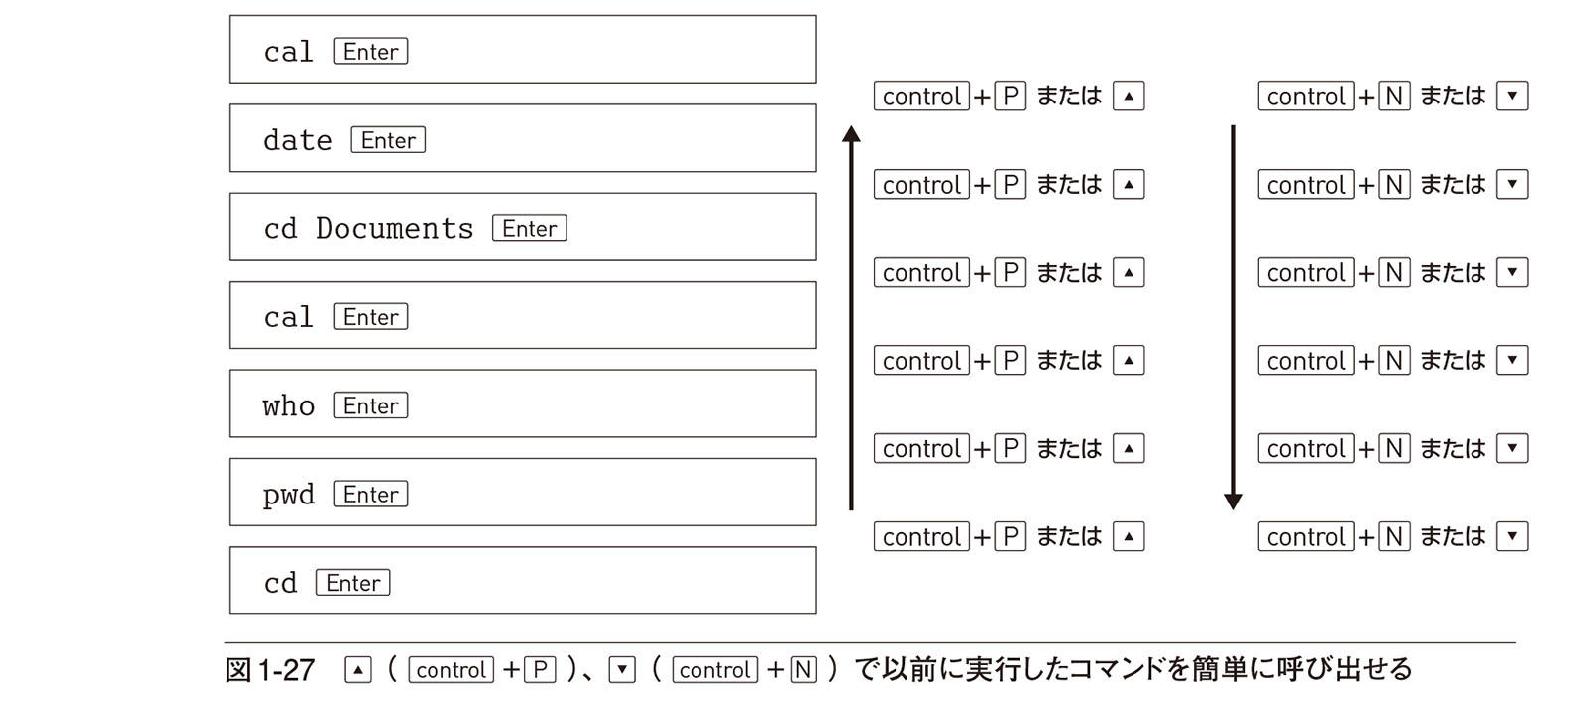 cal Enter
control+P または ▲
control+N または ▼
date Enter
control+P または ▲
control+N または ▼
cd Documents Enter
control+P または ▲
control+N または ▼
cal Enter
control+P または ▲
control+N または ▼
who Enter
control+P または ▲
control+N または ▼
pwd Enter
control+P または ▲
control+N または ▼
cd Enter
図1-27 ▲（control+P）、▼（control+N）で以前に実行したコマンドを簡単に呼び出せる